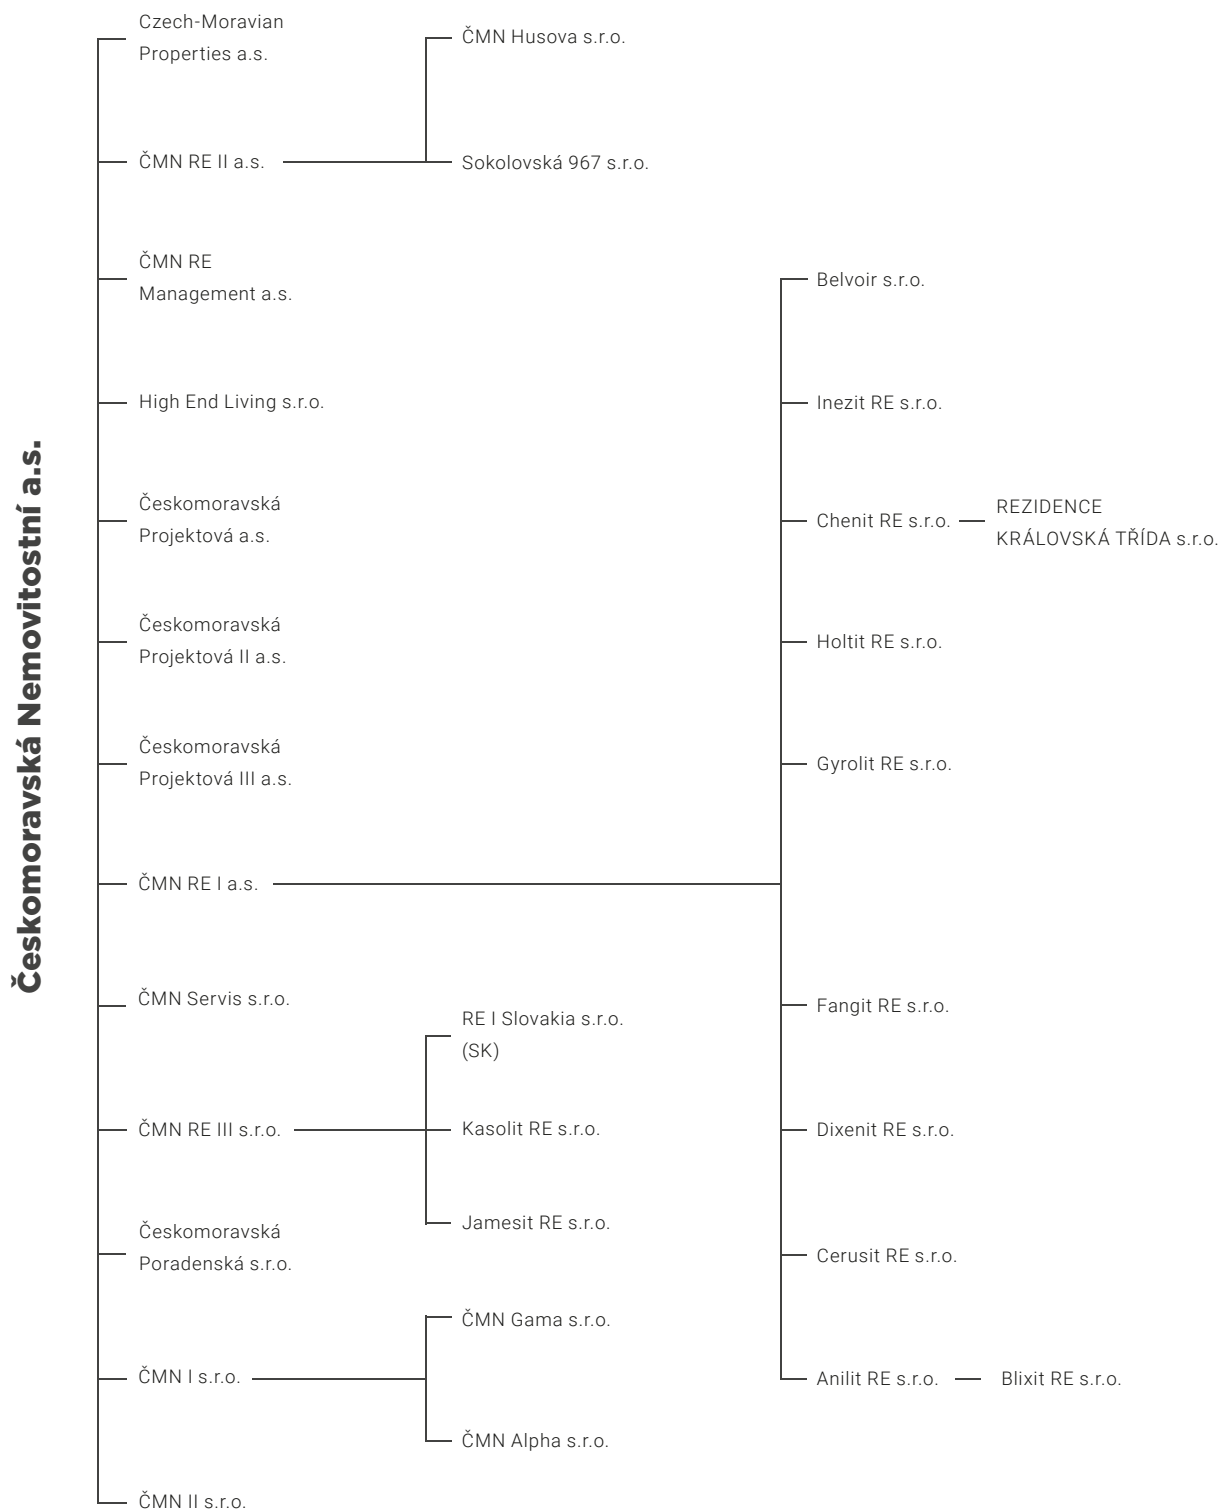 Českomoravská Nemovitostní a.s.
Czech-Moravian
Properties a.s.
ČMN RE II a.s.
ČMN Husova s.r.o.
Sokolovská 967 s.r.o.
ČMN RE
Management a.s.
High End Living s.r.o.
Českomoravská
Projektová a.s.
Českomoravská
Projektová II a.s.
Českomoravská
Projektová III a.s.
ČMN RE I a.s.
Belvoir s.r.o.
Inezit RE s.r.o.
Chenit RE s.r.o.
REZIDENCE
KRÁLOVSKÁ TŘÍDA s.r.o.
Holtit RE s.r.o.
Gyrolit RE s.r.o.
Fangit RE s.r.o.
Dixenit RE s.r.o.
Cerusit RE s.r.o.
Anilit RE s.r.o.
Blixit RE s.r.o.
ČMN Servis s.r.o.
ČMN RE III s.r.o.
RE I Slovakia s.r.o.
(SK)
Kasolit RE s.r.o.
Jamesit RE s.r.o.
Českomoravská
Poradenská s.r.o.
ČMN I s.r.o.
ČMN Gama s.r.o.
ČMN Alpha s.r.o.
ČMN II s.r.o.